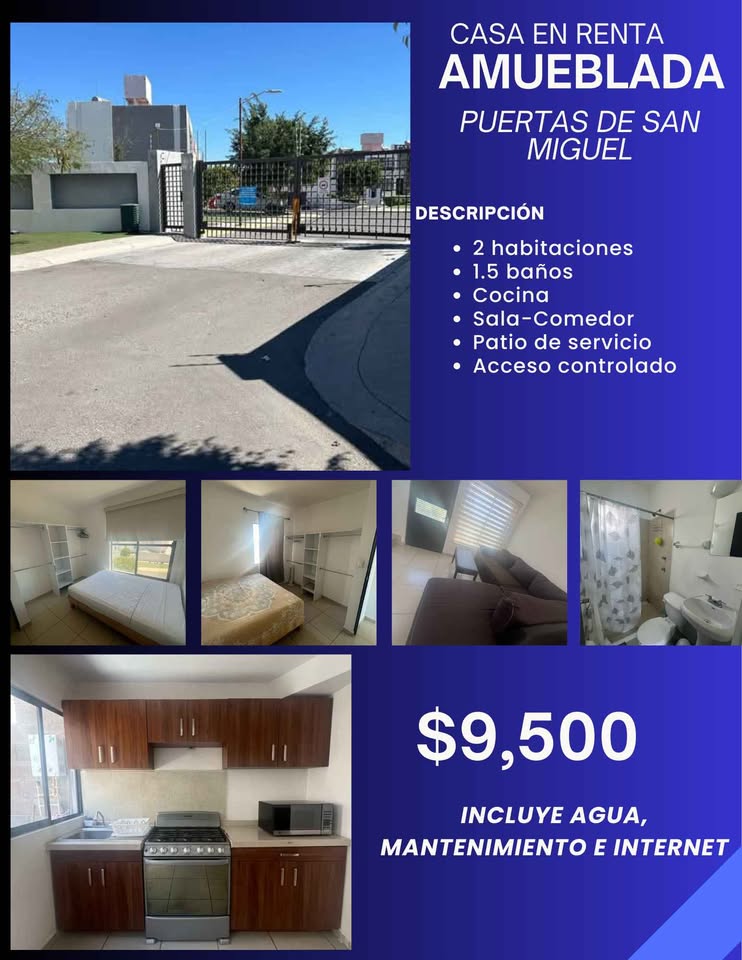 CASA EN RENTA
AMUEBLADA
PUERTAS DE SAN
MIGUEL
DESCRIPCIÓN
• 2 habitaciones
• 1.5 baños
• Cocina
• Sala-Comedor
• Patio de servicio
• Acceso controlado
$9,500
INCLUYE AGUA,
MANTENIMIENTO E INTERNET